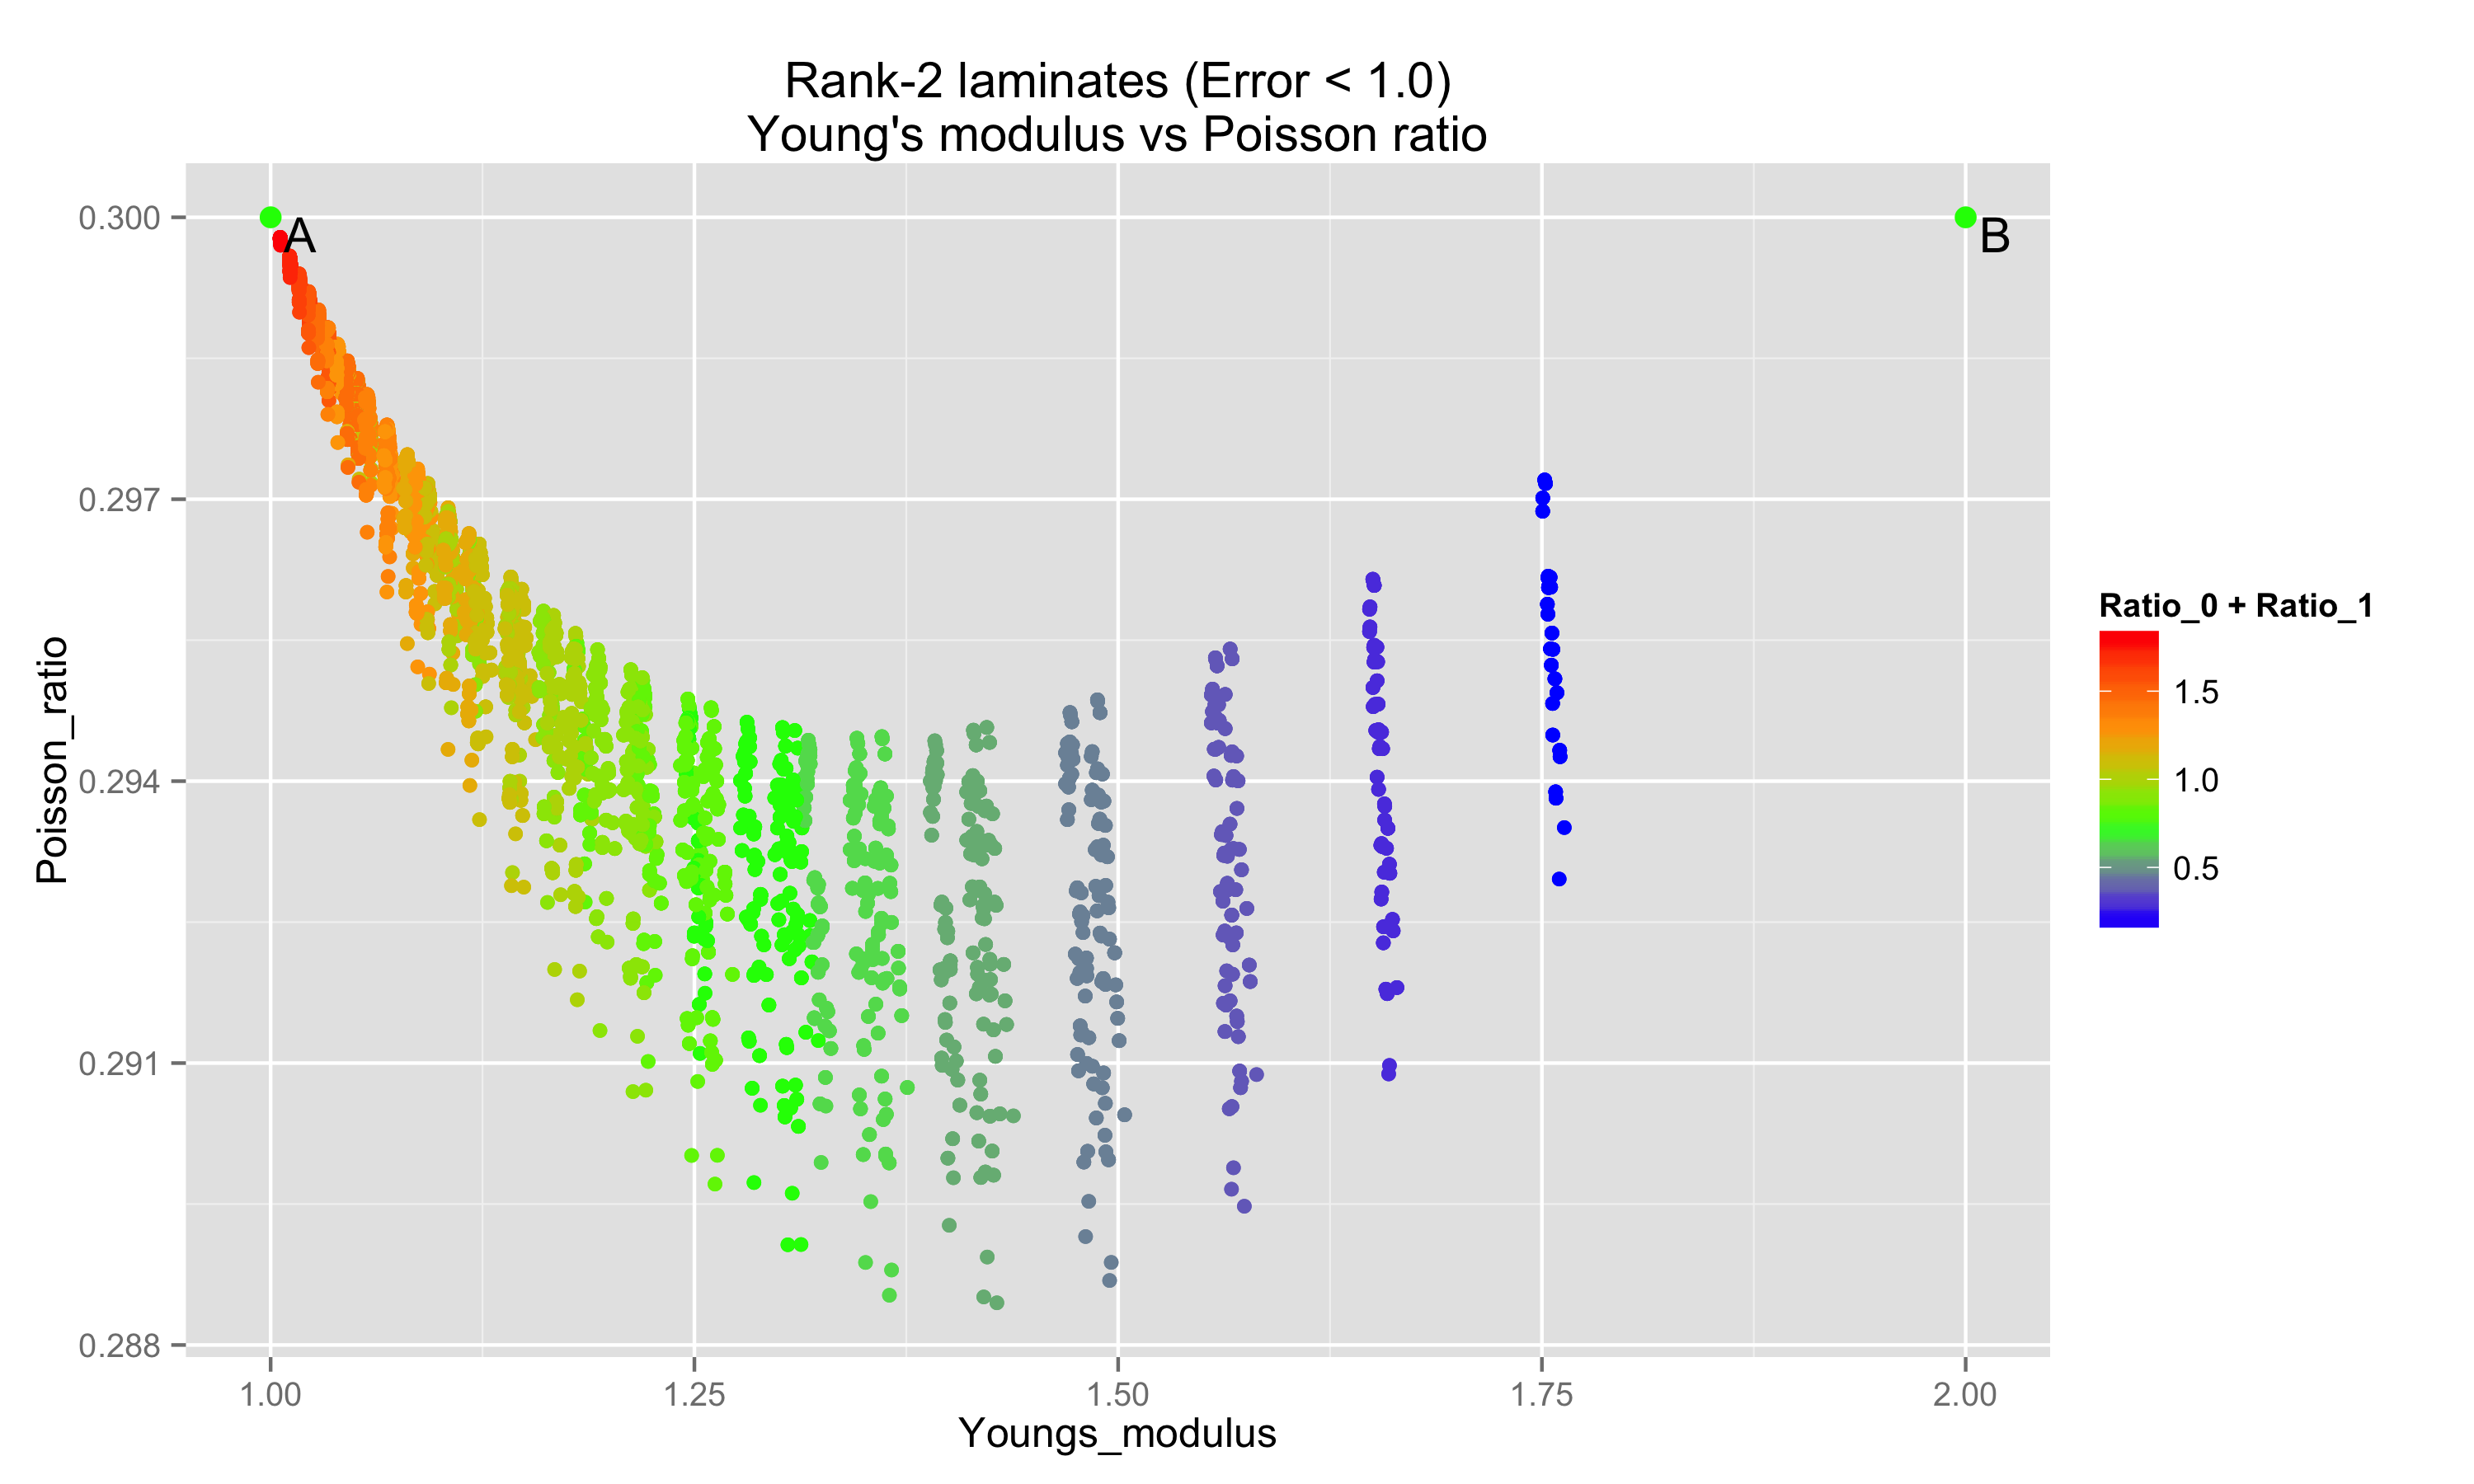 Rank-2 laminates (Error < 1.0)
Young's modulus vs Poisson ratio
0.300
0.297
0.294
0.291
0.288
Poisson_ratio
A
B
1.00
1.25
1.50
1.75
2.00
Youngs_modulus
Ratio_0 + Ratio_1
1.5
1.0
0.5